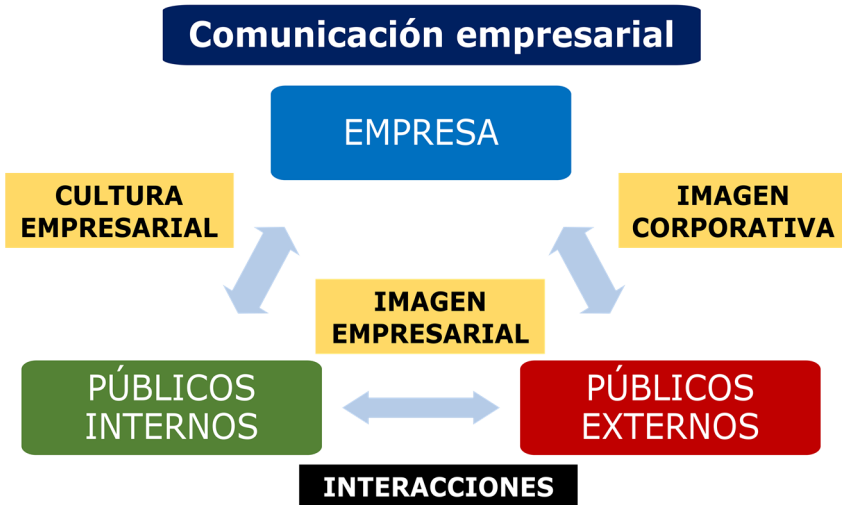 Comunicación empresarial
EMPRESA
CULTURA
EMPRESARIAL
IMAGEN
CORPORATIVA
IMAGEN
EMPRESARIAL
PÚBLICOS
INTERNOS
PÚBLICOS
EXTERNOS
INTERACCIONES